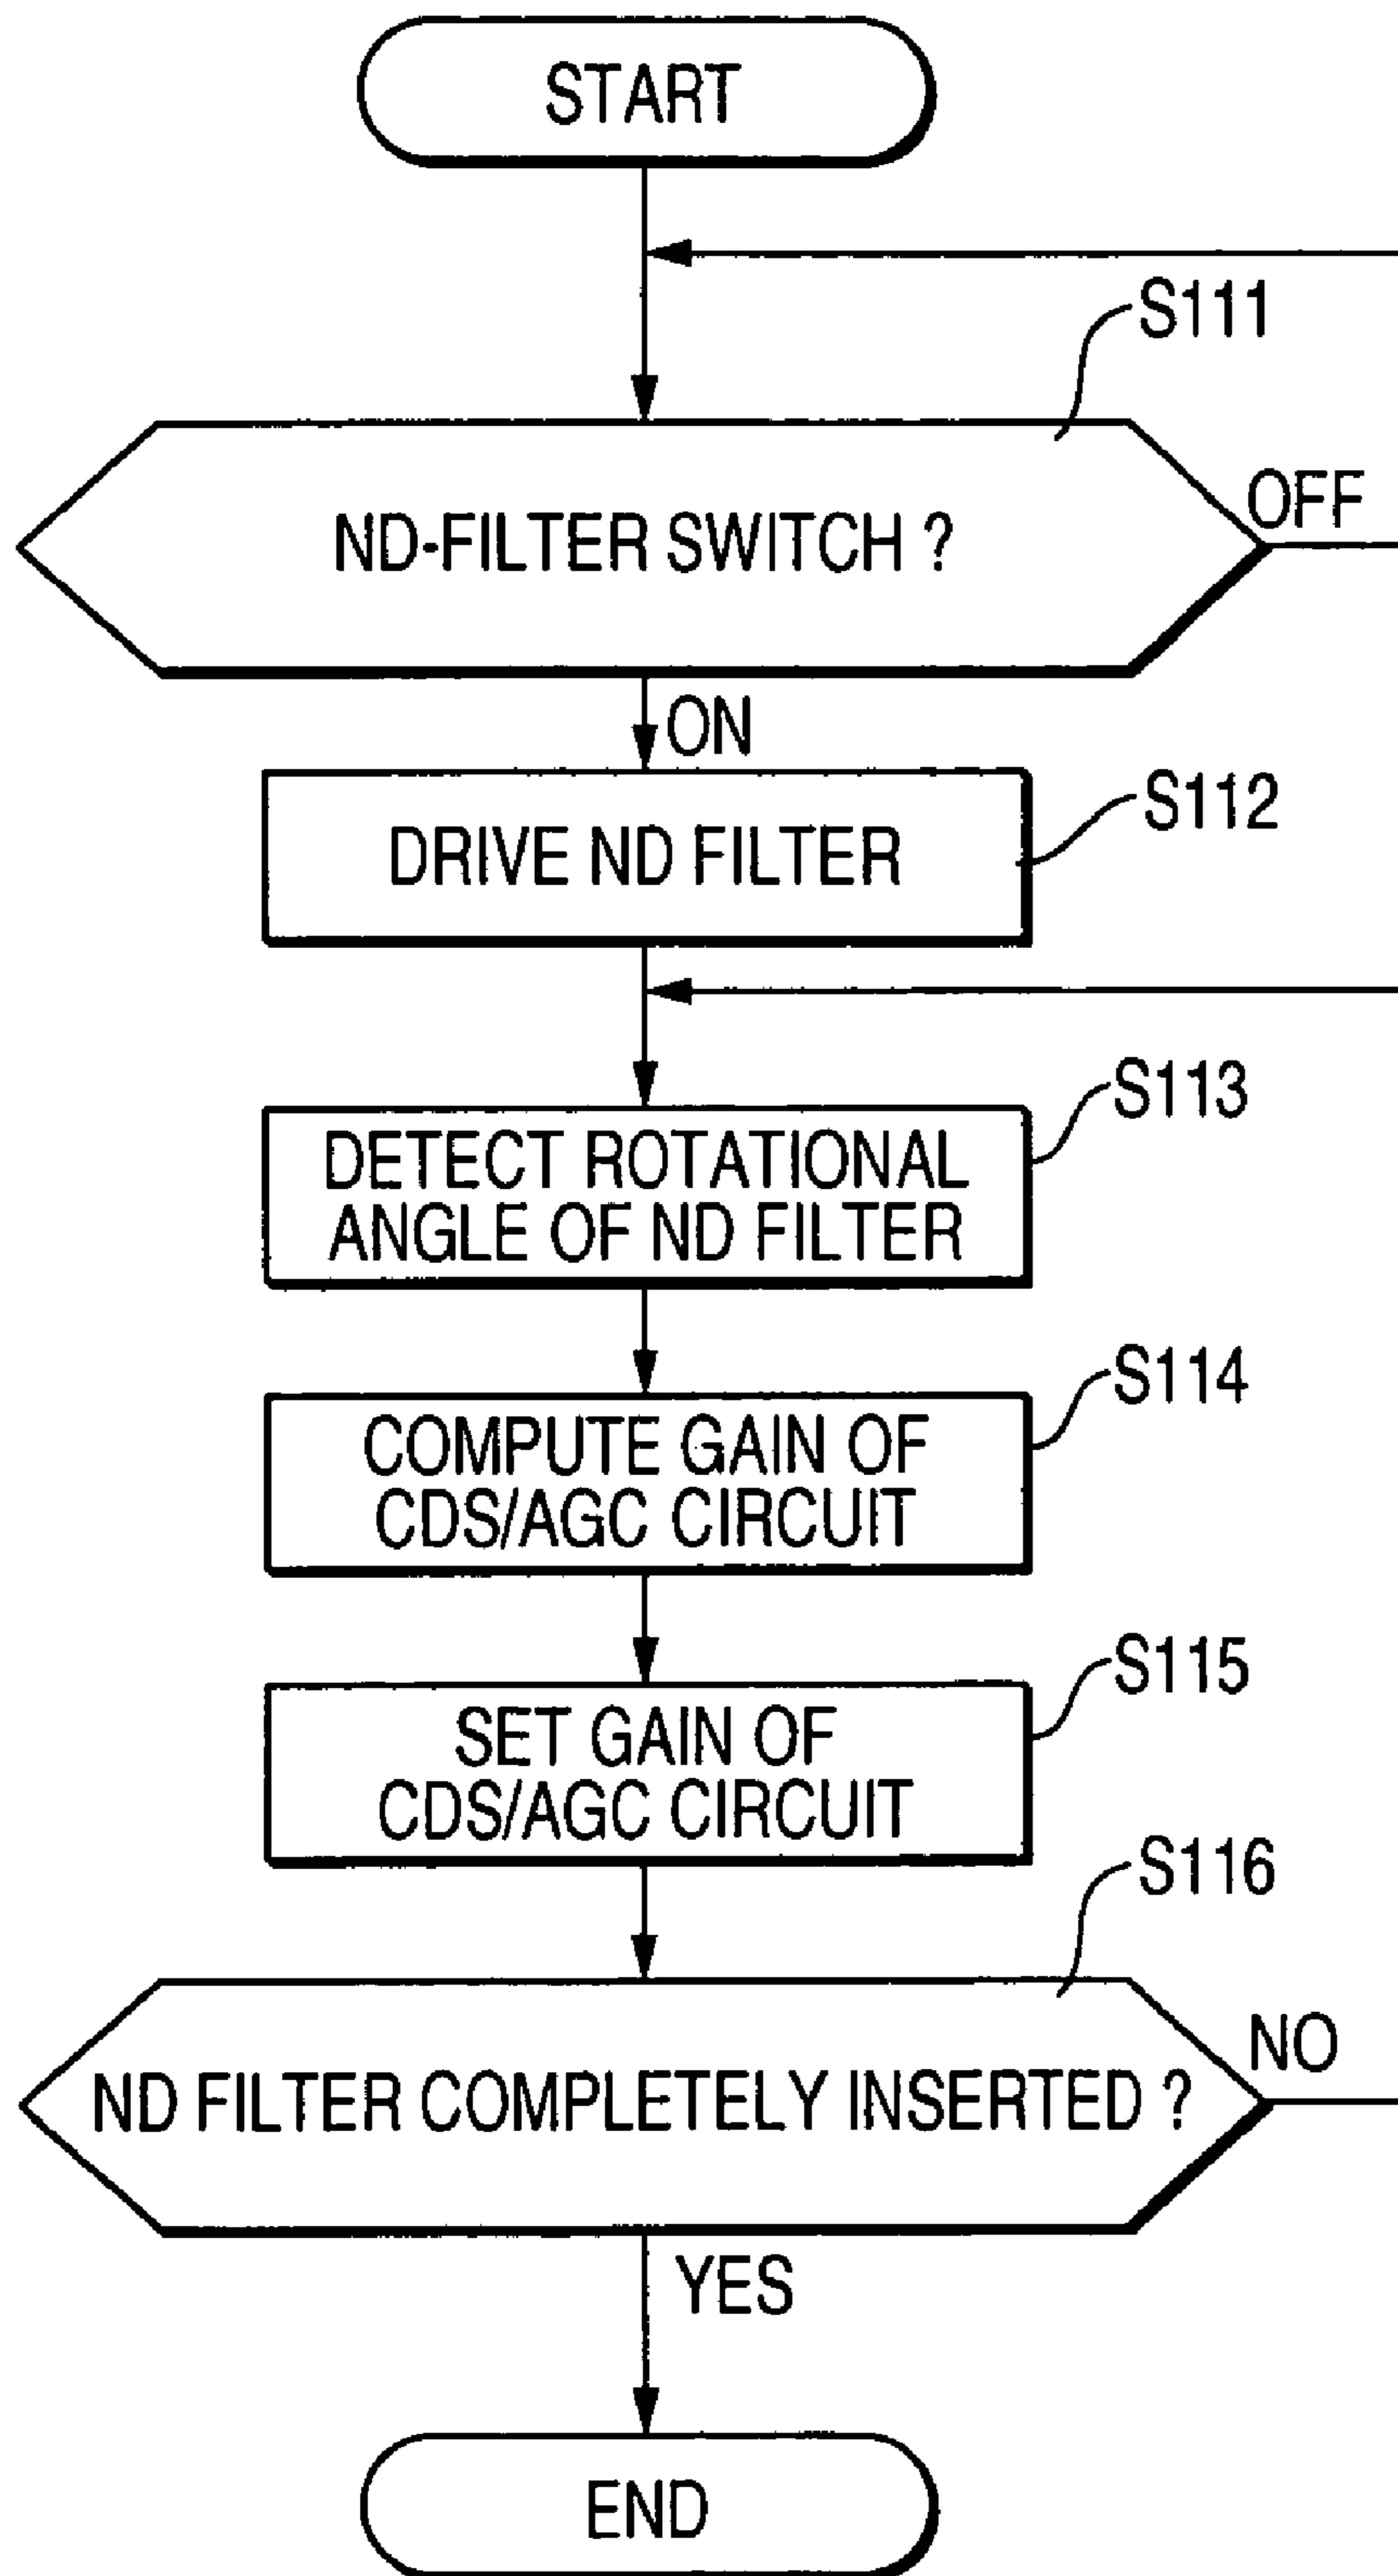 START
S111
ND-FILTER SWITCH ?
OFF
ON
S112
DRIVE ND FILTER
S113
DETECT ROTATIONAL
ANGLE OF ND FILTER
S114
COMPUTE GAIN OF
CDS/AGC CIRCUIT
S115
SET GAIN OF
CDS/AGC CIRCUIT
S116
ND FILTER COMPLETELY INSERTED ?
NO
YES
END